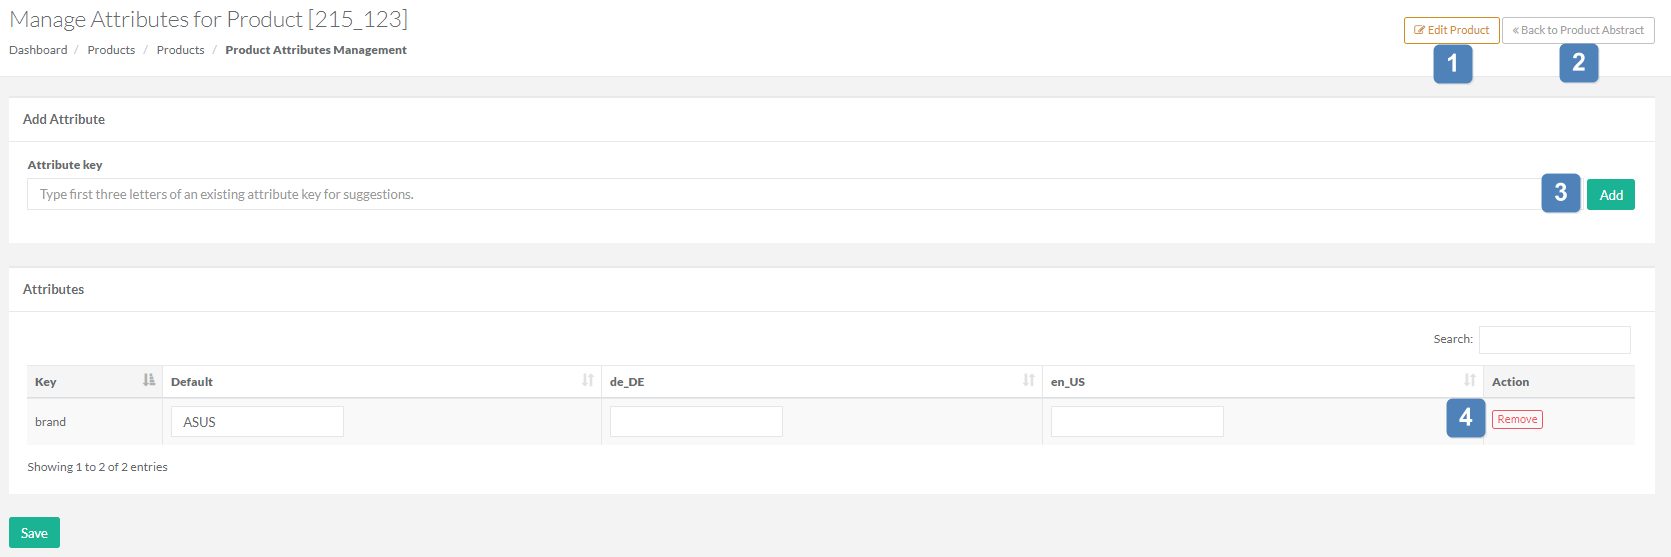 Manage Attributes for Product [215_123]
Dashboard / Products / Products / Product Attributes Management
Edit Product
« Back to Product Abstract
1
2
Add Attribute
Attribute key
Type first three letters of an existing attribute key for suggestions.
3
Add
Attributes
Search:
Key Default de_DE en_US Action
brand ASUS 4 Remove
Showing 1 to 2 of 2 entries
Save